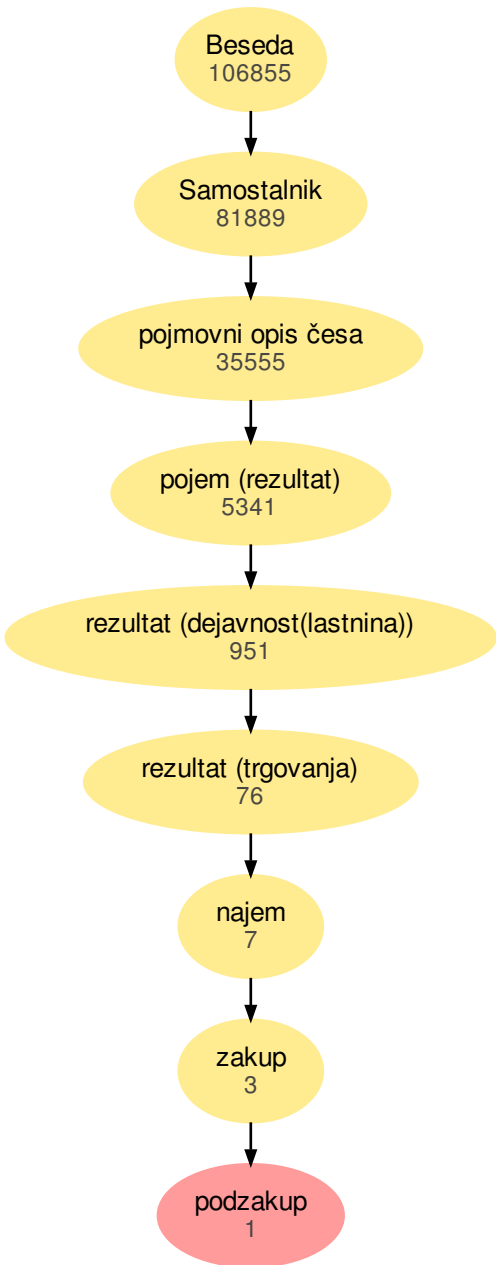 Beseda
106855
Samostalnik
81889
pojmovni opis česa
35555
pojem (rezultat)
5341
rezultat (dejavnost(lastnina))
951
rezultat (trgovanja)
76
najem
7
zakup
3
podzakup
1